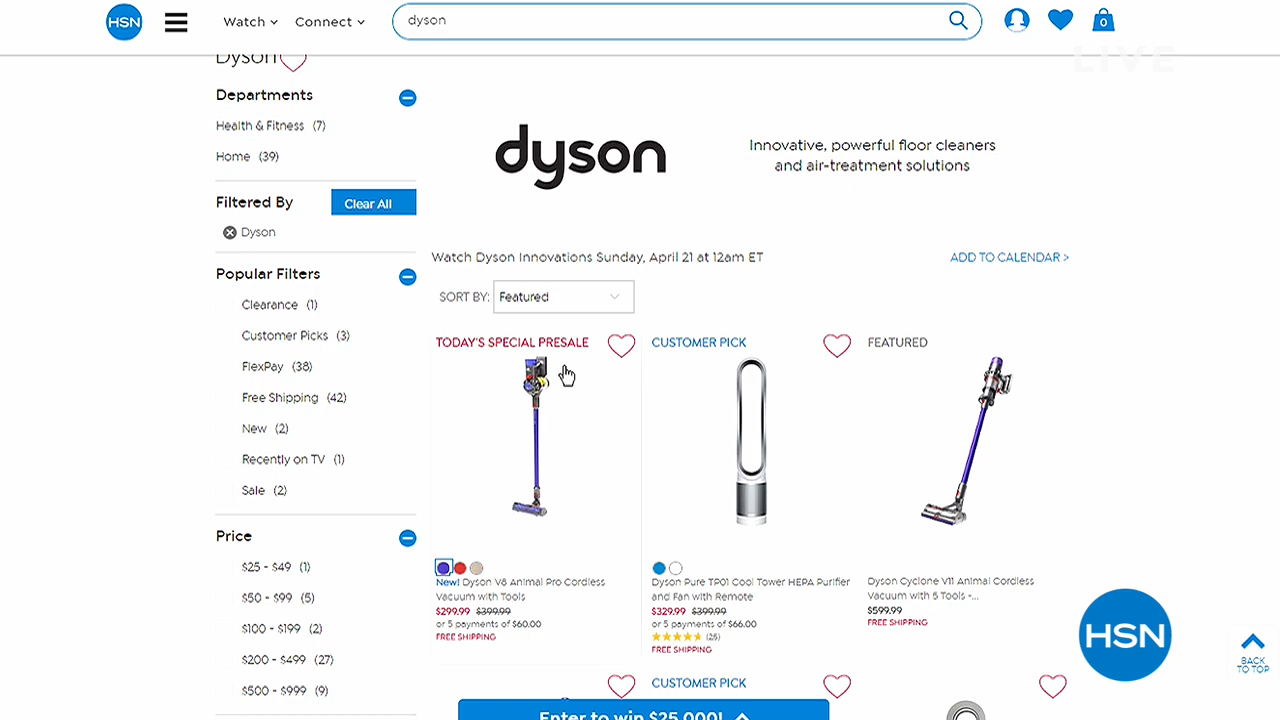 HSN
Watch
Connect
dyson
0
LIVE
Dyson
Departments
Health & Fitness (7)
Home (39)
Filtered By
Clear All
Dyson
Popular Filters
Clearance (1)
Customer Picks (3)
FlexPay (38)
Free Shipping (42)
New (2)
Recently on TV (1)
Sale (2)
Price
$25 - $49 (1)
$50 - $99 (5)
$100 - $199 (2)
$200 - $499 (27)
$500 - $999 (9)
dyson
Innovative, powerful floor cleaners
and air-treatment solutions
Watch Dyson Innovations Sunday, April 21 at 12am ET
ADD TO CALENDAR >
SORT BY: Featured
TODAY'S SPECIAL PRESALE
New! Dyson V8 Animal Pro Cordless
Vacuum with Tools
$299.99 $399.99
or 5 payments of $60.00
FREE SHIPPING
CUSTOMER PICK
Dyson Pure TP01 Cool Tower HEPA Purifier
and Fan with Remote
$329.99 $399.99
or 5 payments of $66.00
(25)
FREE SHIPPING
FEATURED
Dyson Cyclone V11 Animal Cordless
Vacuum with 5 Tools -...
$599.99
FREE SHIPPING
CUSTOMER PICK
Enter to win $25,000!
HSN
BACK
TO TOP